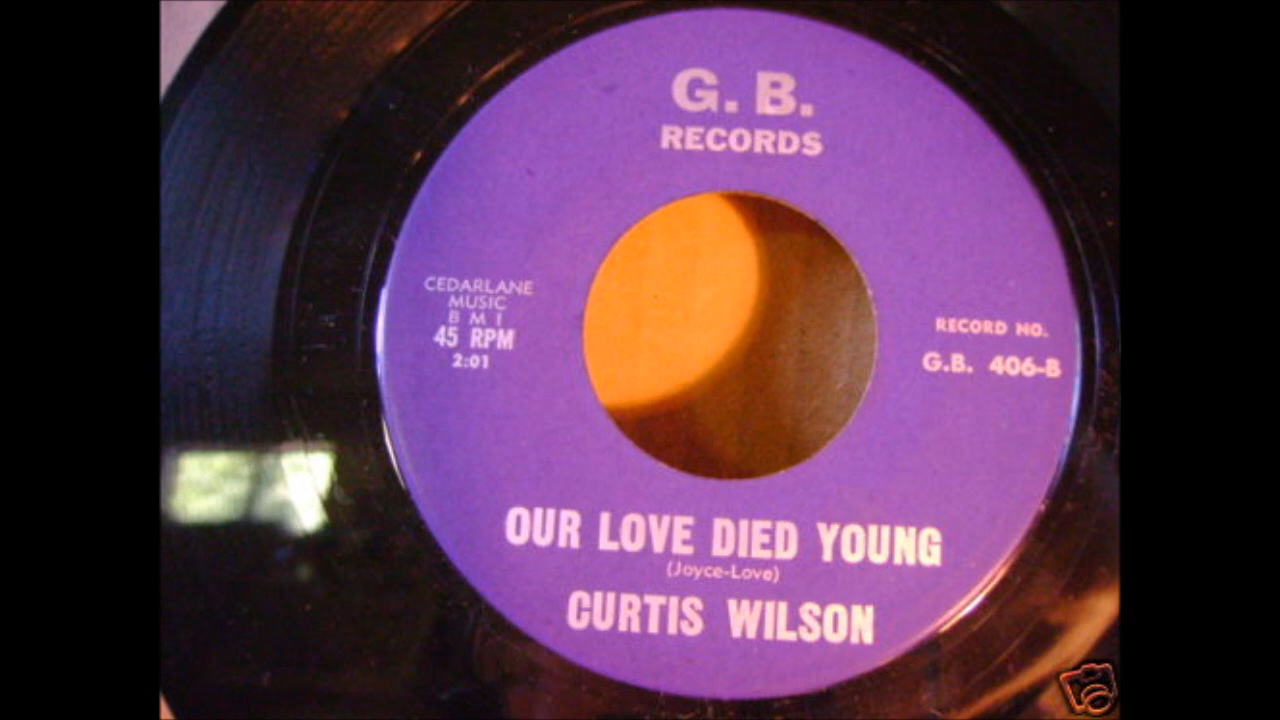 G. B.
RECORDS
CEDARLANE
MUSIC
B M I
45 RPM
2:01
RECORD NO.
G.B. 406-B
OUR LOVE DIED YOUNG
(Joyce-Love)
CURTIS WILSON